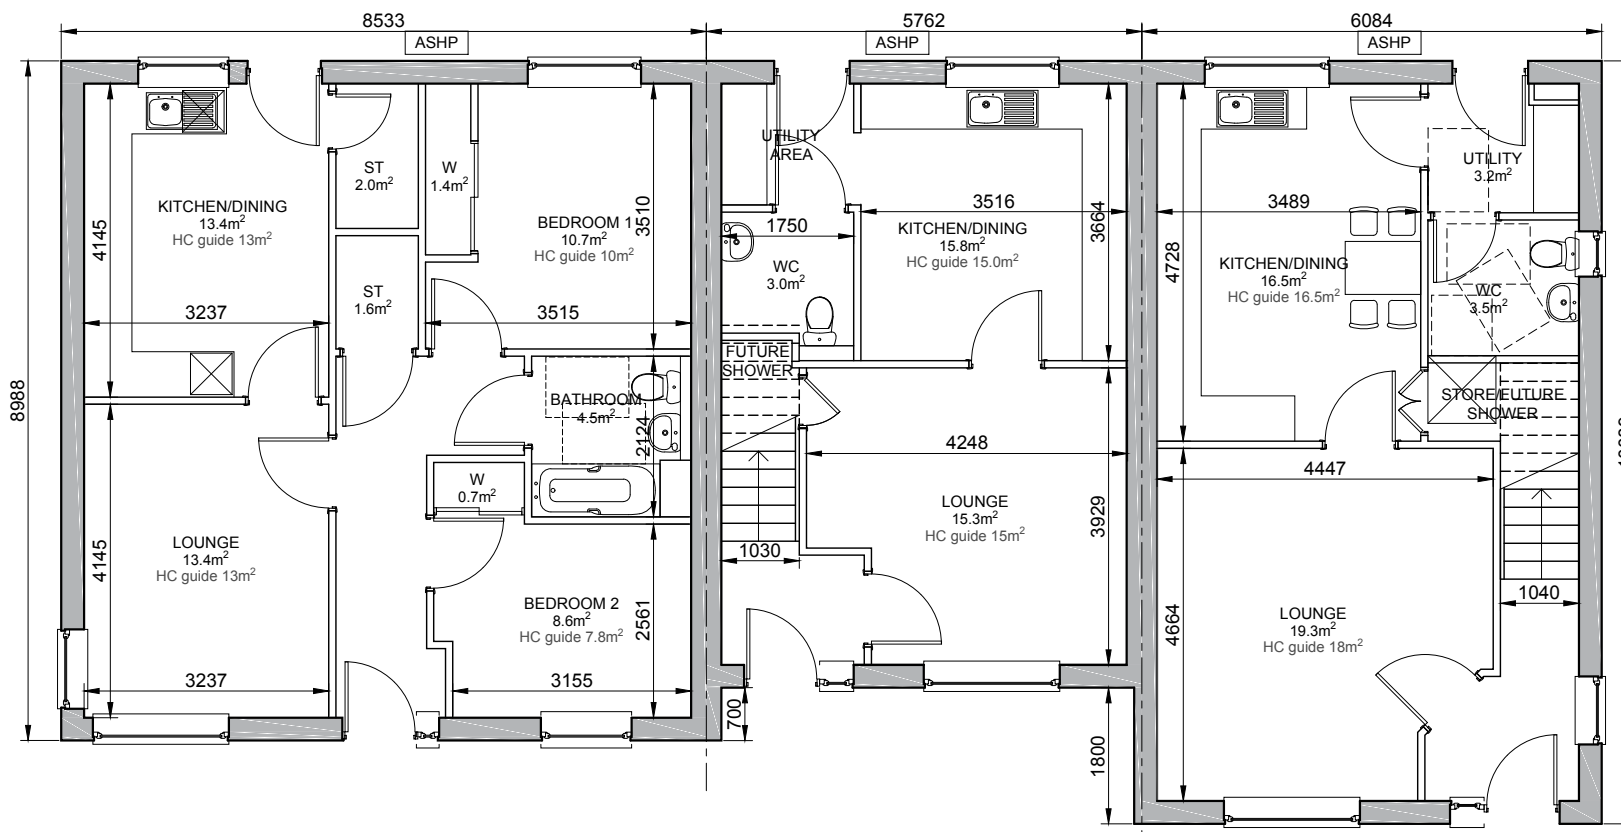 8533
5762
6084
ASHP
ASHP
ASHP
8988
KITCHEN/DINING
13.4m²
HC guide 13m²
4145
3237
ST
2.0m²
ST
1.6m²
W
1.4m²
BEDROOM 1
10.7m²
HC guide 10m²
3510
3515
BATHROOM
4.5m²
2124
W
0.7m²
LOUNGE
13.4m²
HC guide 13m²
4145
3237
BEDROOM 2
8.6m²
HC guide 7.8m²
2561
3155
UTILITY
AREA
1750
WC
3.0m²
FUTURE
SHOWER
3516
KITCHEN/DINING
15.8m²
HC guide 15.0m²
3664
4248
LOUNGE
15.3m²
HC guide 15m²
3929
1030
700
1800
3489
KITCHEN/DINING
16.5m²
HC guide 16.5m²
4728
UTILITY
3.2m²
WC
3.5m²
STORE/FUTURE
SHOWER
4447
LOUNGE
19.3m²
HC guide 18m²
4664
1040